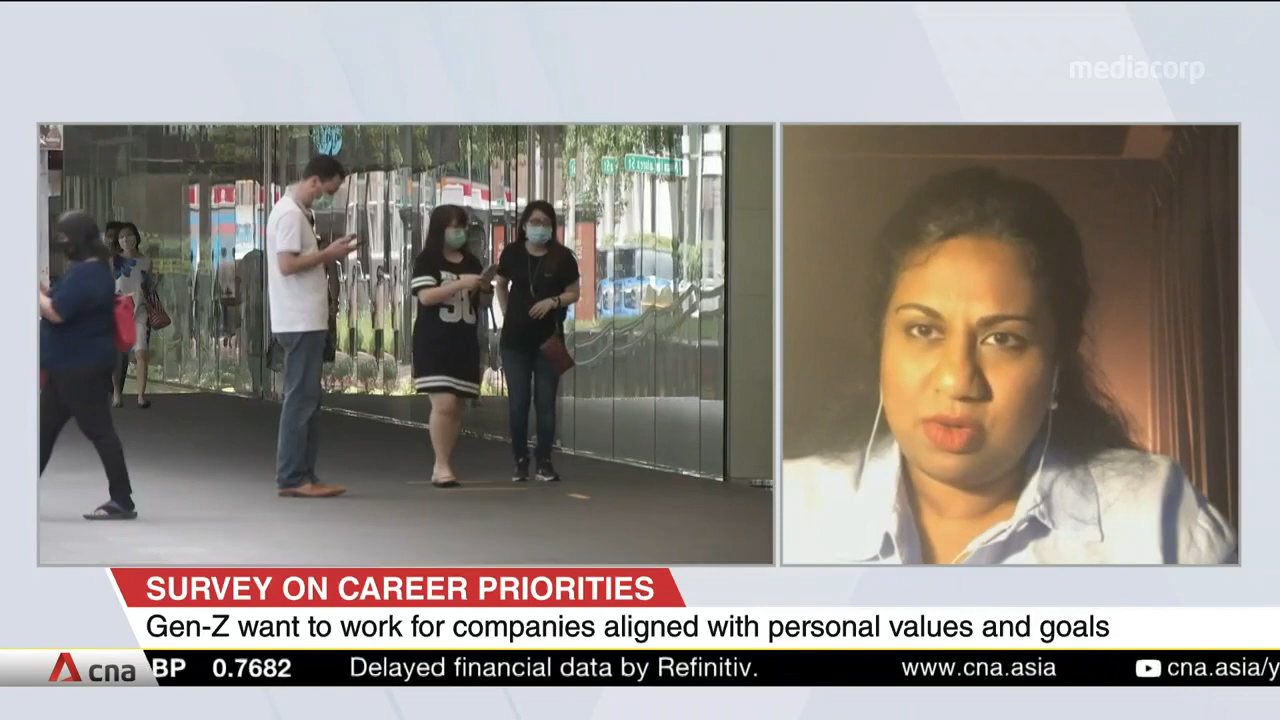 mediacorp
SURVEY ON CAREER PRIORITIES
Gen-Z want to work for companies aligned with personal values and goals
cna BP 0.7682 Delayed financial data by Refinitiv. www.cna.asia cna.asia/y